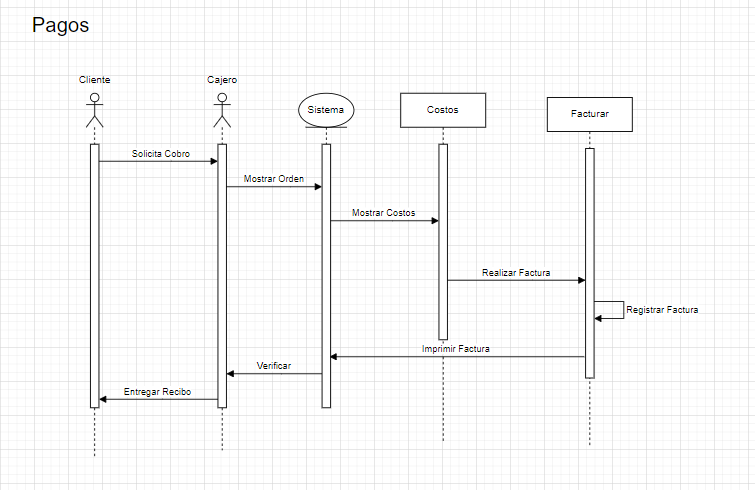 Pagos
Cliente
Cajero
Sistema
Costos
Facturar
Solicita Cobro
Mostrar Orden
Mostrar Costos
Realizar Factura
Registrar Factura
Imprimir Factura
Verificar
Entregar Recibo